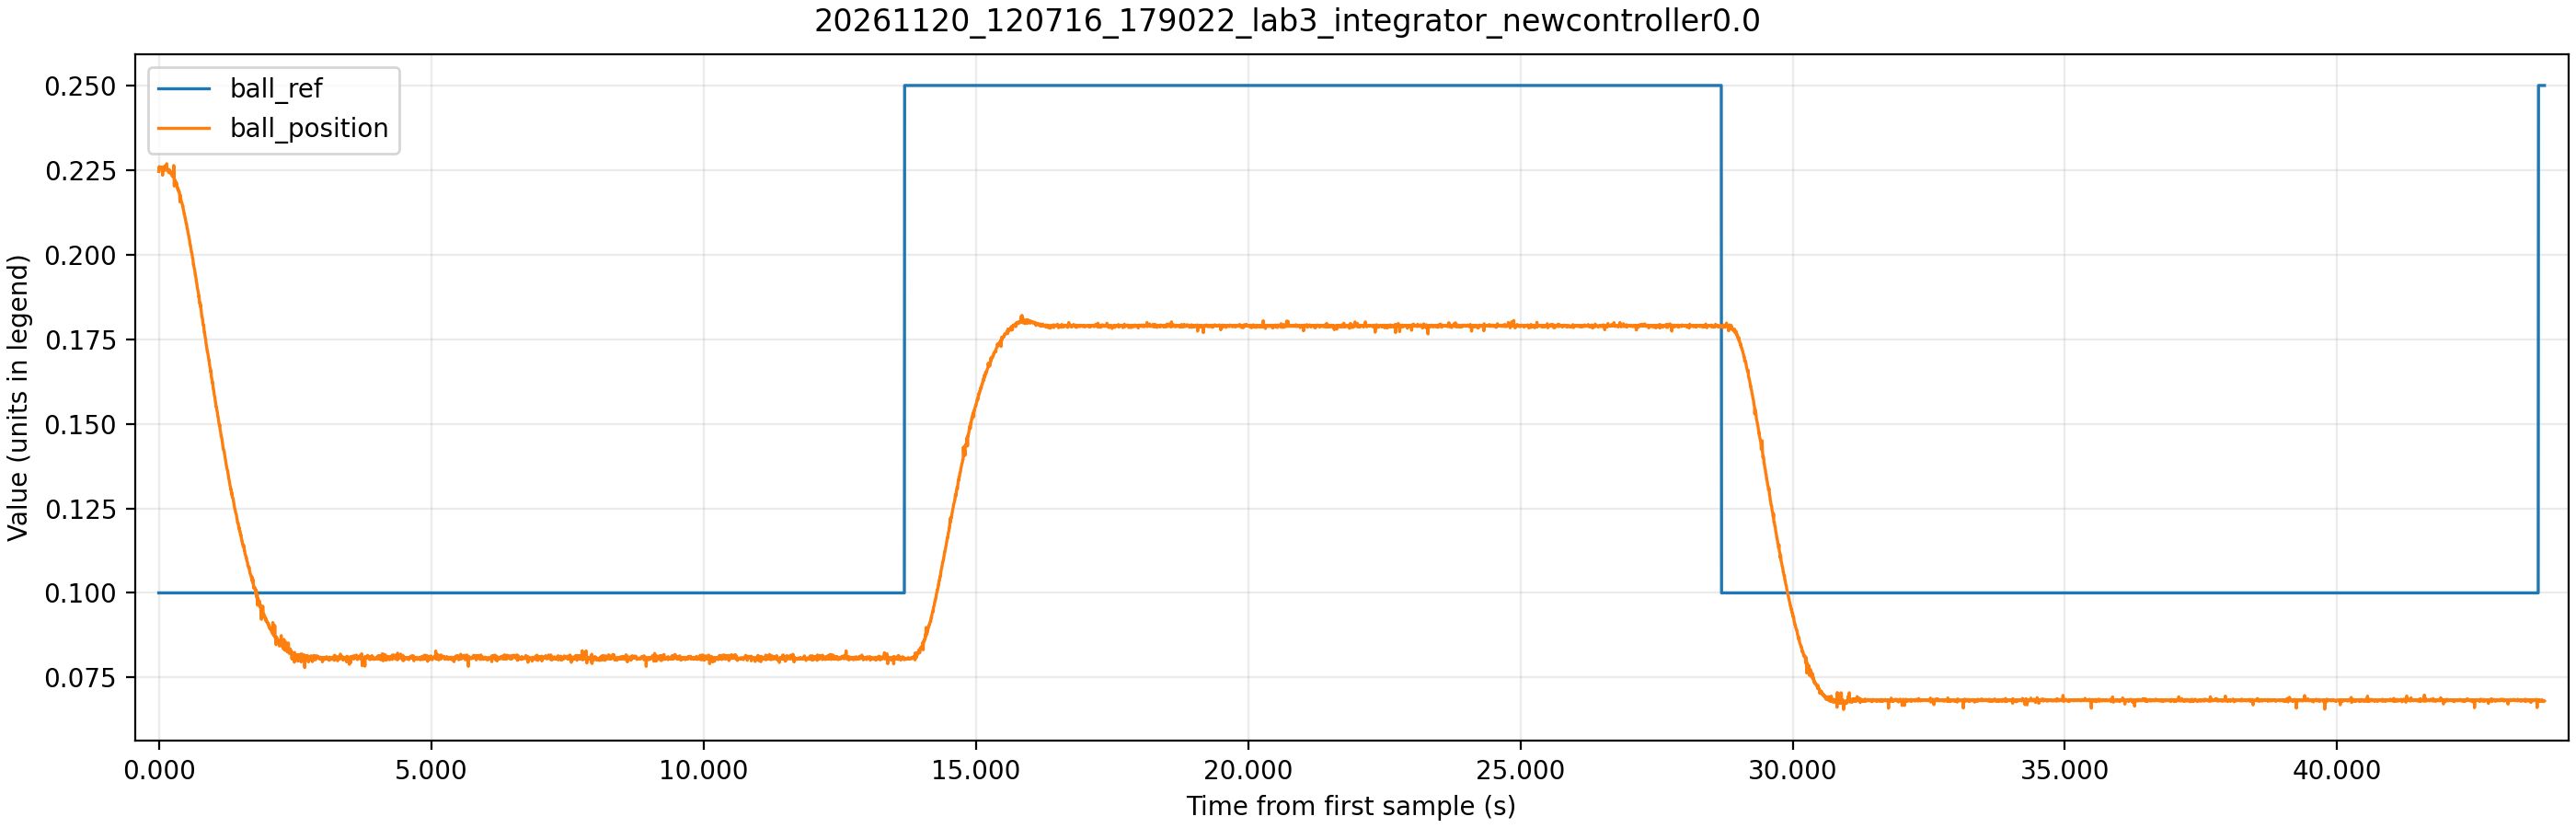 20261120_120716_179022_lab3_integrator_newcontroller0.0
ball_ref
ball_position
Value (units in legend)
0.250
0.225
0.200
0.175
0.150
0.125
0.100
0.075
0.000 5.000 10.000 15.000 20.000 25.000 30.000 35.000 40.000
Time from first sample (s)